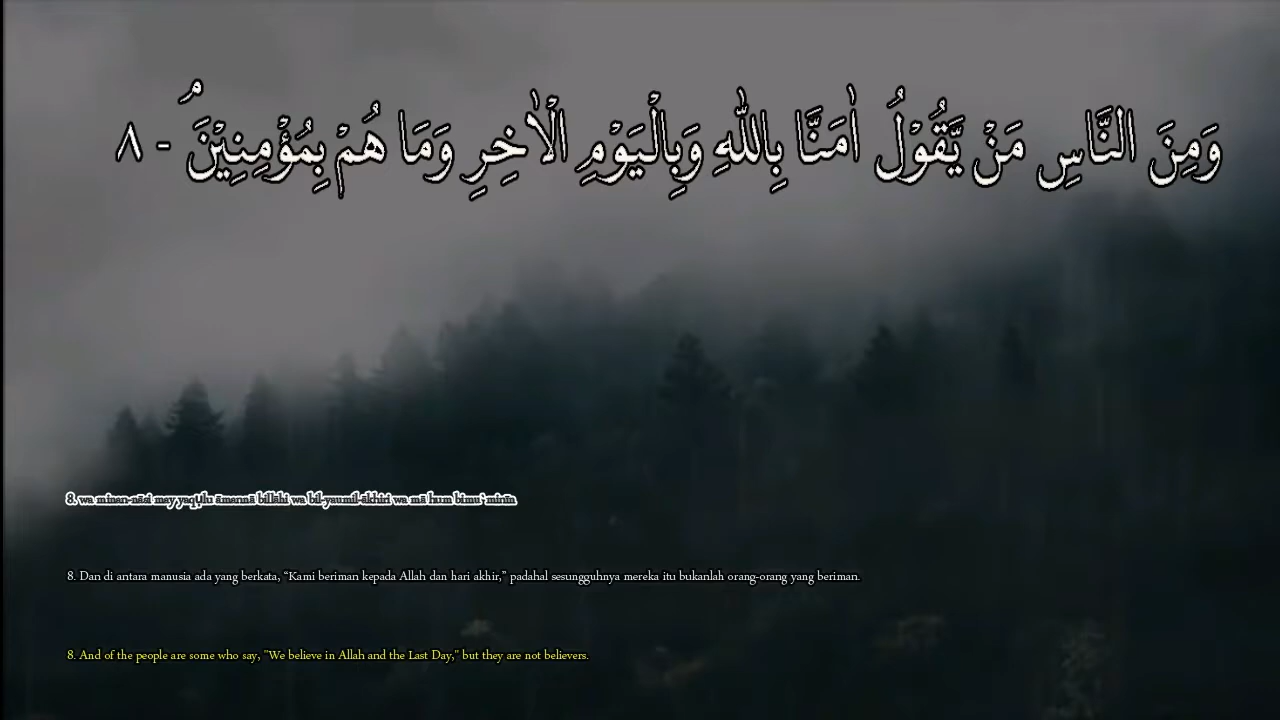 وَمِنَ النَّاسِ مَنْ يَّقُوْلُ اٰمَنَّا بِاللّٰهِ وَبِالْيَوْمِ الْاٰخِرِ وَمَا هُمْ بِمُؤْمِنِيْنَۘ - ٨
8. wa minan-nāsi may yaqụlu āmannā billāhi wa bil-yaumil-ākhiri wa mā hum bimu`minīn
8. Dan di antara manusia ada yang berkata, “Kami beriman kepada Allah dan hari akhir,” padahal sesungguhnya mereka itu bukanlah orang-orang yang beriman.
8. And of the people are some who say, "We believe in Allah and the Last Day," but they are not believers.